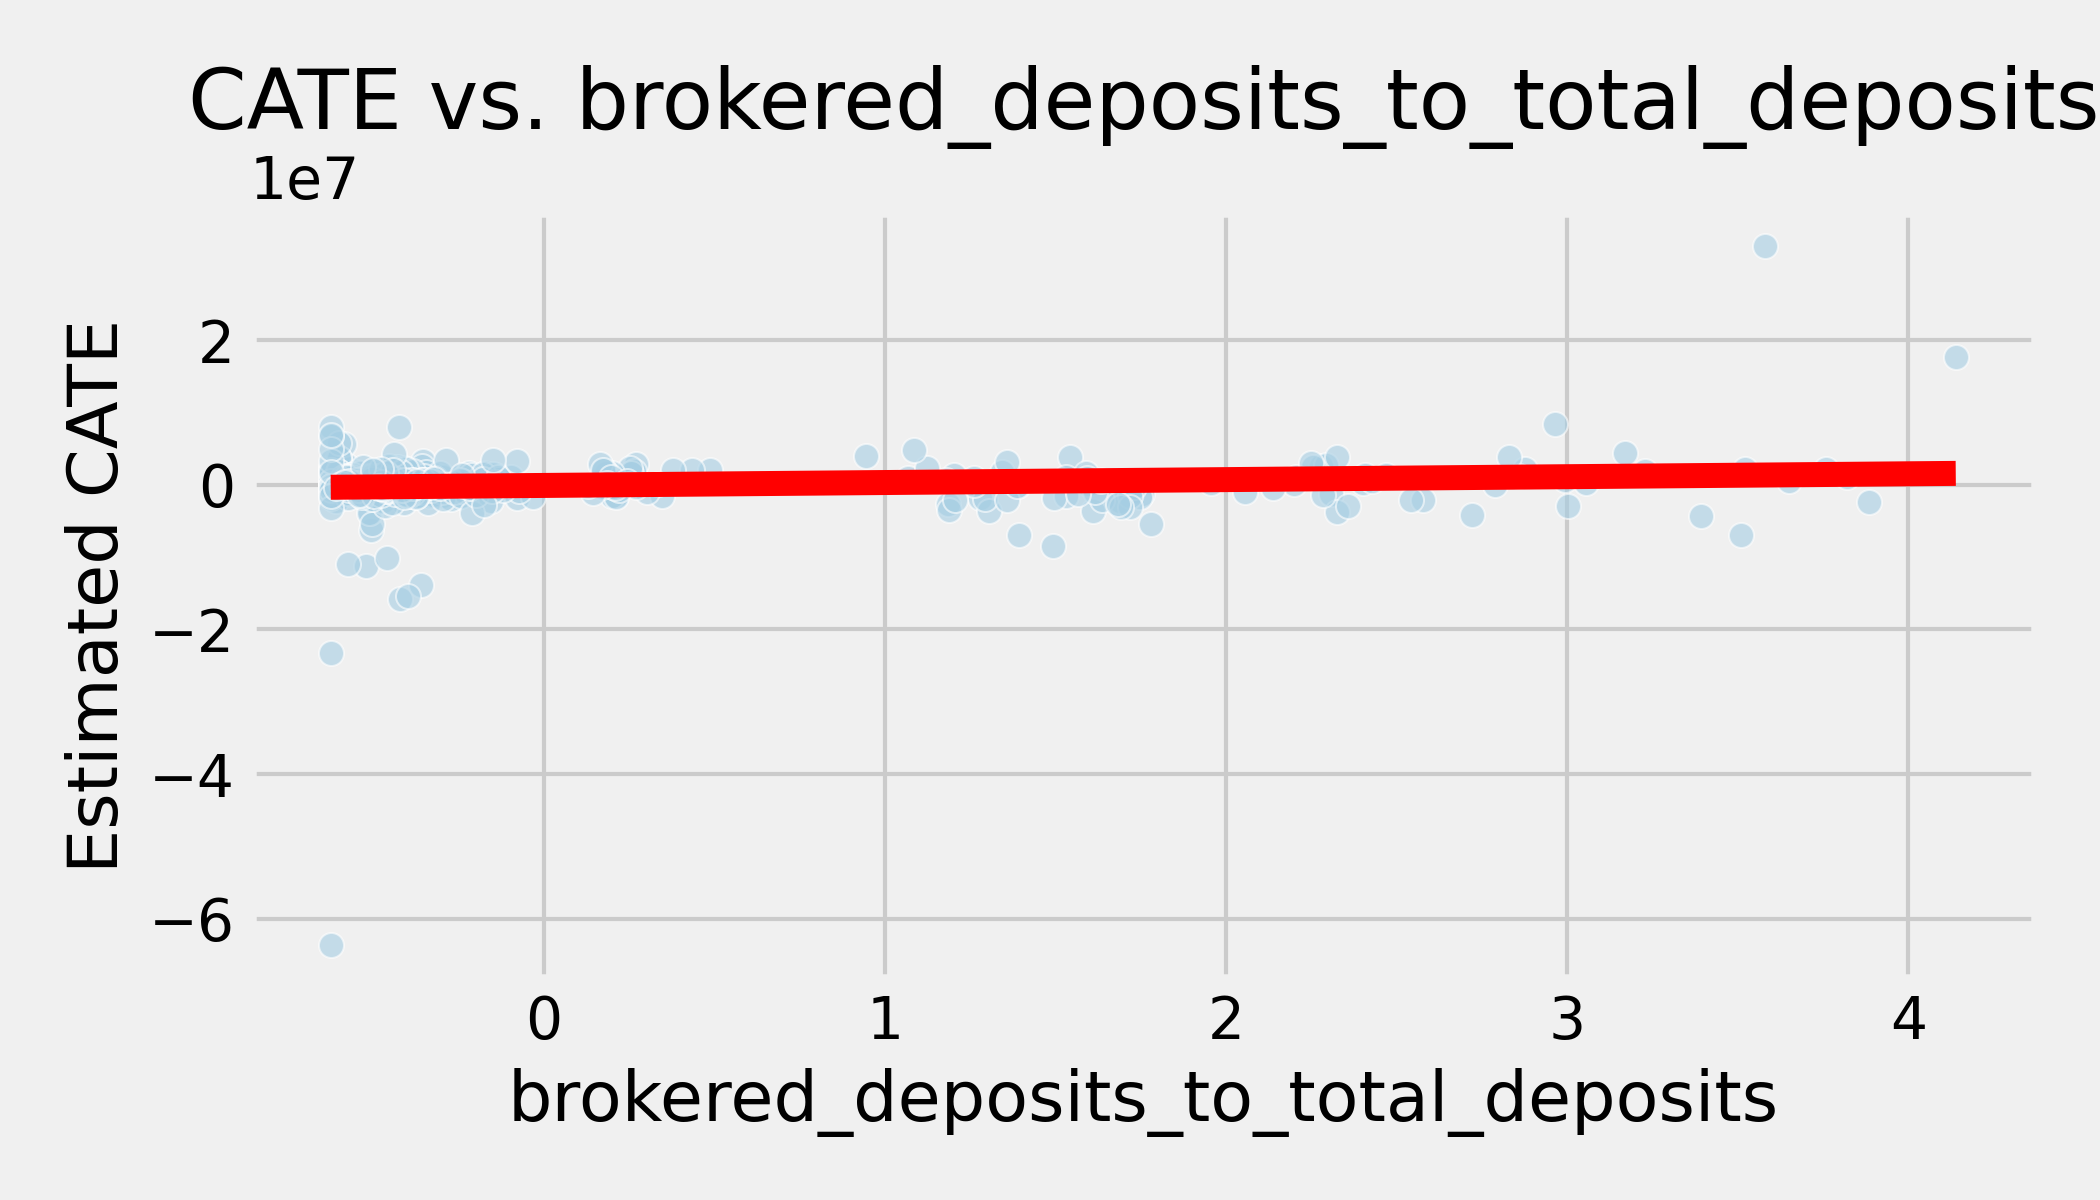 CATE vs. brokered_deposits_to_total_deposits
1e7
2
0
−2
−4
−6
Estimated CATE
0 1 2 3 4
brokered_deposits_to_total_deposits